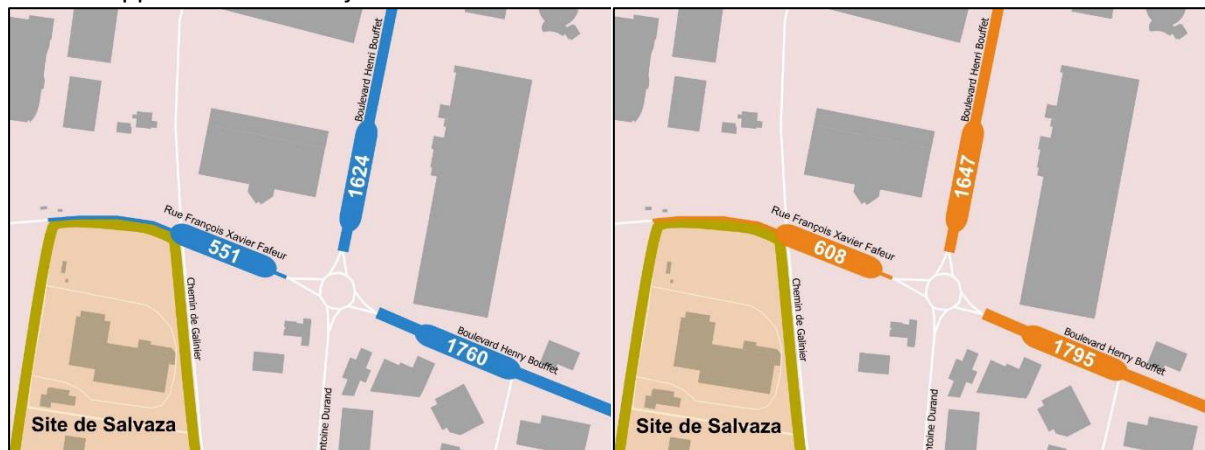 Boulevard Henri Bouffet
1624
Rue François Xavier Fafeur
551
Chemin de Galinier
Boulevard Henry Bouffet
1760
Site de Salvaza
Boulevard Henri Bouffet
1647
Rue François Xavier Fafeur
608
Chemin de Galinier
Boulevard Henry Bouffet
1795
ntoine Durand
ntoine Durand
Site de Salvaza